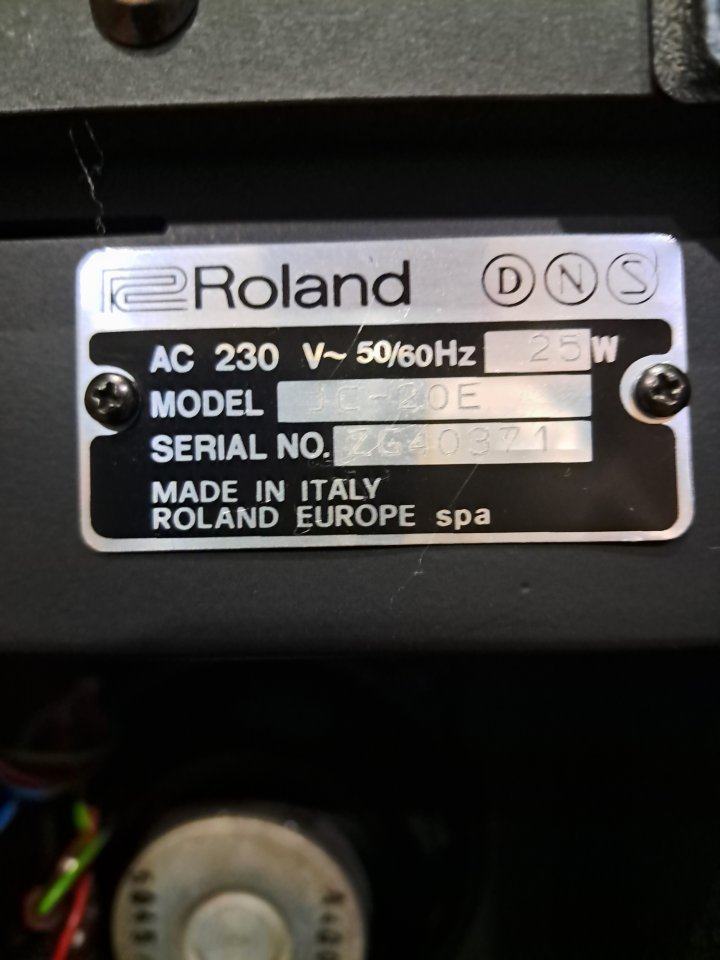 Roland D N S
AC 230 V~ 50/60Hz 25 W
MODEL JC-20E
SERIAL NO. ZG40371
MADE IN ITALY
ROLAND EUROPE spa